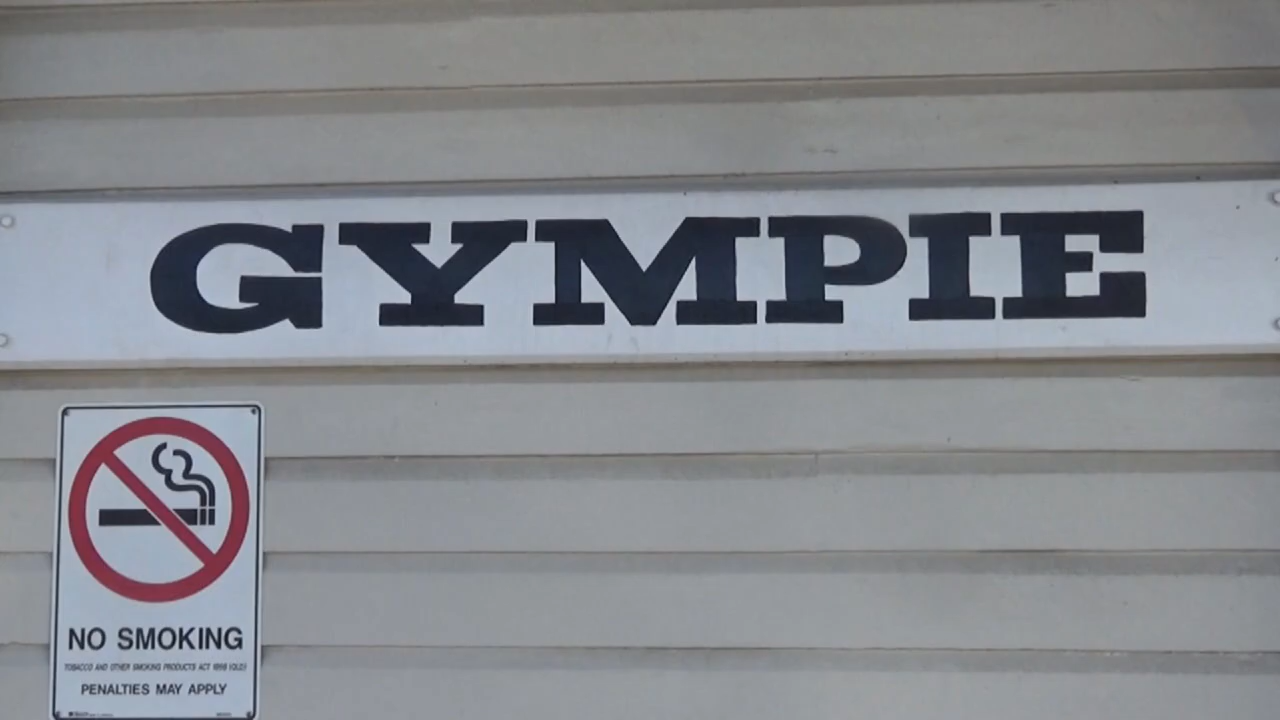 GYMPIE
NO SMOKING
TOBACCO AND OTHER SMOKING PRODUCTS ACT 1998 (QLD)
PENALTIES MAY APPLY